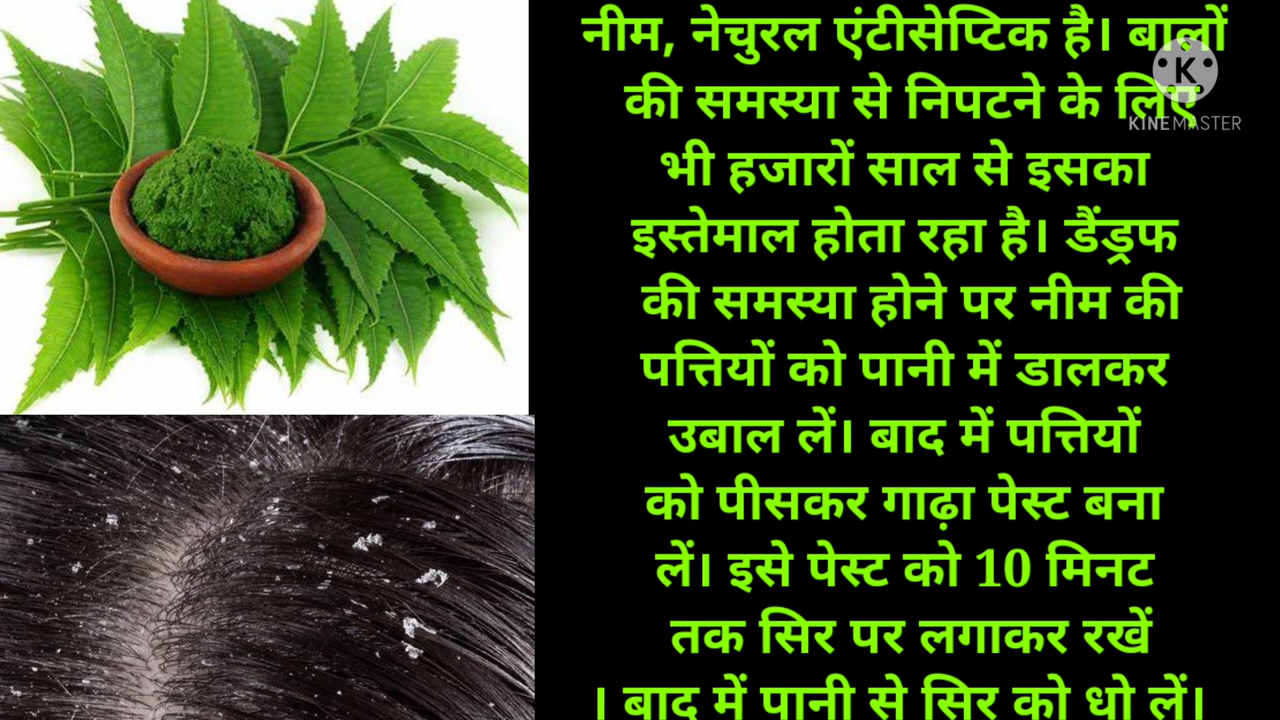 नीम, नेचुरल एंटीसेप्टिक है। बालों
की समस्या से निपटने के लिए
KINEMASTER
भी हजारों साल से इसका
इस्तेमाल होता रहा है। डैंड्रफ
की समस्या होने पर नीम की
पत्तियों को पानी में डालकर
उबाल लें। बाद में पत्तियों
को पीसकर गाढ़ा पेस्ट बना
लें। इसे पेस्ट को 10 मिनट
तक सिर पर लगाकर रखें
। बाद में पानी से सिर को धो लें।